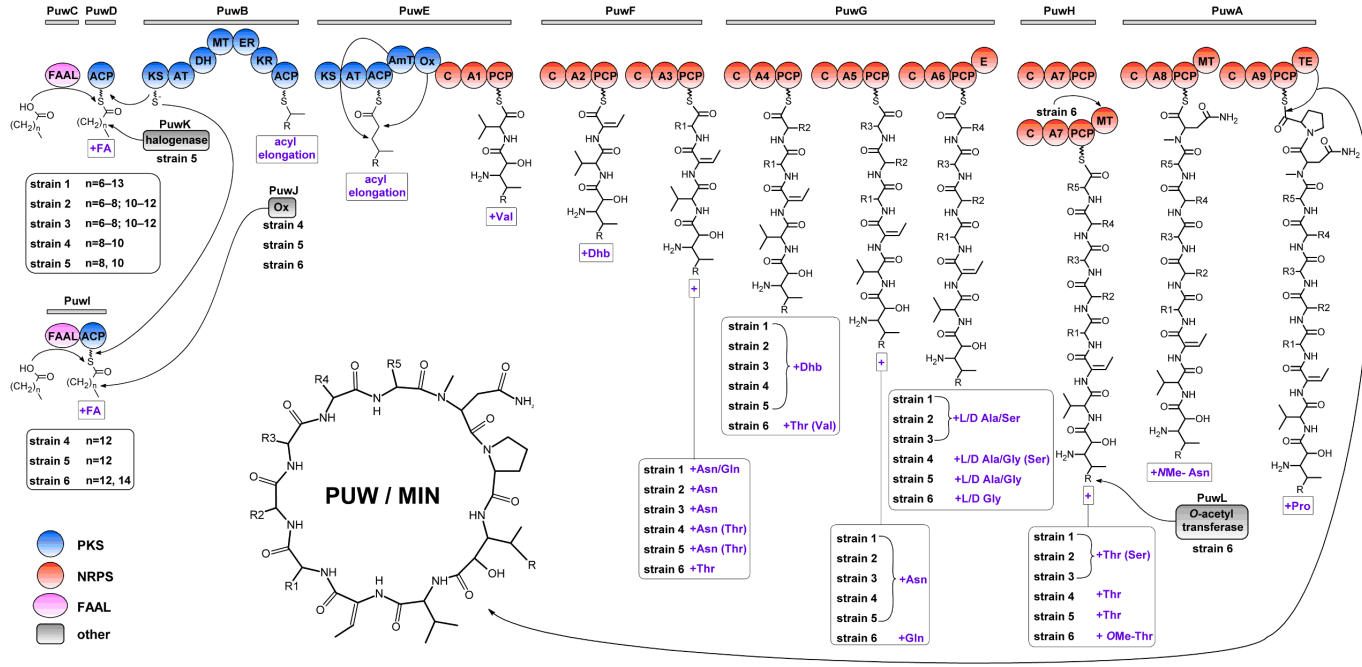 PuwC PuwD PuwB PuwE PuwF PuwG PuwH PuwA
FAAL ACP KS AT DH MT ER KR ACP
KS AT ACP AmT Ox C A1 PCP
C A2 PCP C A3 PCP
C A4 PCP C A5 PCP C A6 PCP E
C A7 PCP
C A8 PCP MT C A9 PCP TE
strain 6
C A7 PCP MT
PuwK
halogenase
strain 5
+FA
acyl
elongation
acyl
elongation
+Val
+Dhb
+
strain 1 n=6–13
strain 2 n=6–8; 10–12
strain 3 n=6–8; 10–12
strain 4 n=8–10
strain 5 n=8, 10
PuwJ
Ox
strain 4
strain 5
strain 6
PuwI
FAAL ACP
+FA
strain 4 n=12
strain 5 n=12
strain 6 n=12, 14
PKS
NRPS
FAAL
other
PUW / MIN
strain 1 +Asn/Gln
strain 2 +Asn
strain 3 +Asn
strain 4 +Asn (Thr)
strain 5 +Asn (Thr)
strain 6 +Thr
strain 1
strain 2
strain 3 +Dhb
strain 4
strain 5
strain 6 +Thr (Val)
+
strain 1
strain 2
strain 3 +Asn
strain 4
strain 5
strain 6 +Gln
strain 1
strain 2 +L/D Ala/Ser
strain 3
strain 4 +L/D Ala/Gly (Ser)
strain 5 +L/D Ala/Gly
strain 6 +L/D Gly
+
strain 1
strain 2 +Thr (Ser)
strain 3
strain 4 +Thr
strain 5 +Thr
strain 6 + OMe-Thr
+NMe- Asn
PuwL
O-acetyl
transferase
strain 6
+Pro